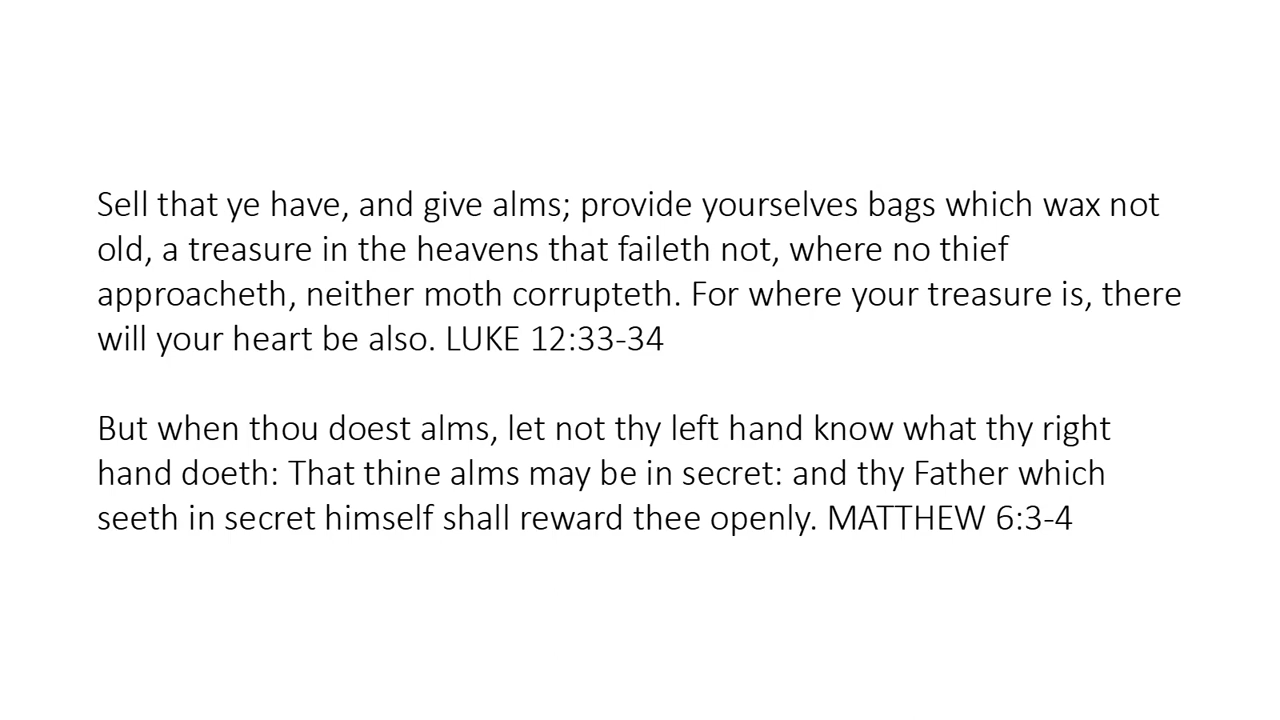 Sell that ye have, and give alms; provide yourselves bags which wax not
old, a treasure in the heavens that faileth not, where no thief
approacheth, neither moth corrupteth. For where your treasure is, there
will your heart be also. LUKE 12:33-34
But when thou doest alms, let not thy left hand know what thy right
hand doeth: That thine alms may be in secret: and thy Father which
seeth in secret himself shall reward thee openly. MATTHEW 6:3-4